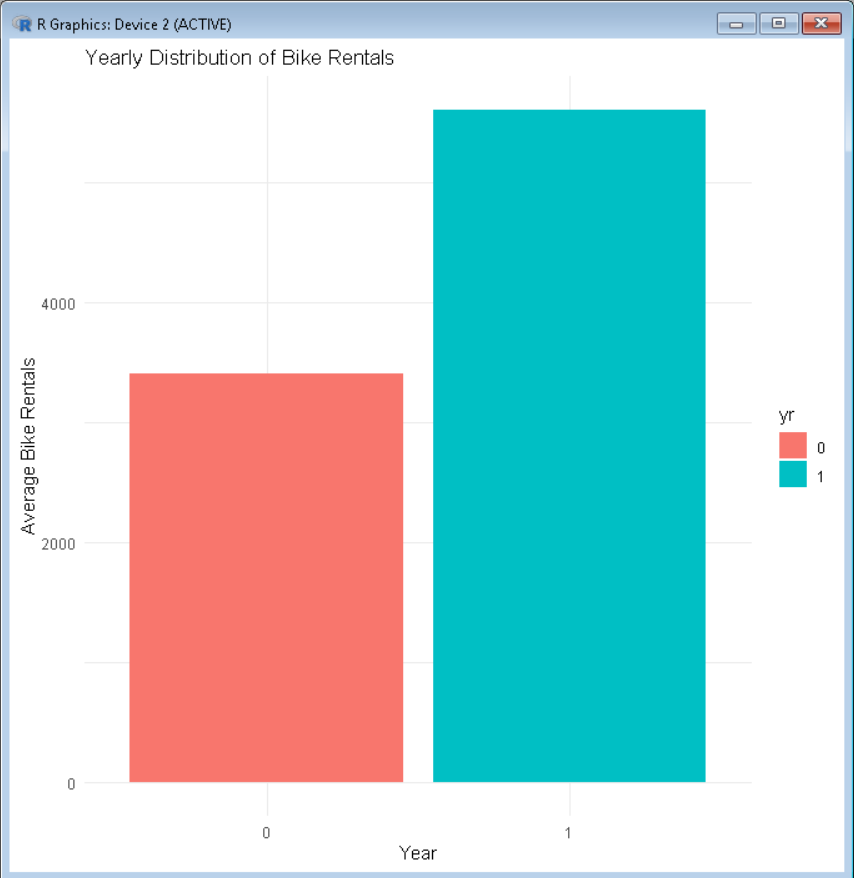 R Graphics: Device 2 (ACTIVE)
Yearly Distribution of Bike Rentals
Average Bike Rentals
4000
2000
0
0
1
Year
yr
0
1